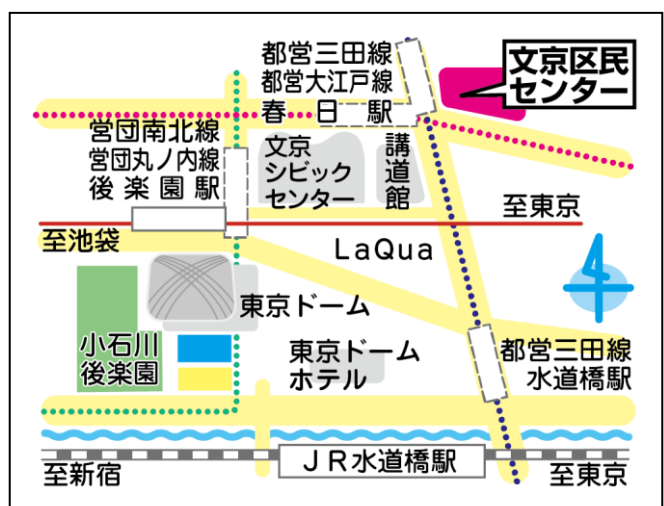 都営三田線
都営大江戸線
春日駅
文京区民
センター
営団南北線
営団丸ノ内線
後楽園駅
文京
シビック
センター
講道館
至東京
至池袋
LaQua
東京ドーム
小石川
後楽園
東京ドーム
ホテル
都営三田線
水道橋駅
JR水道橋駅
至新宿
至東京